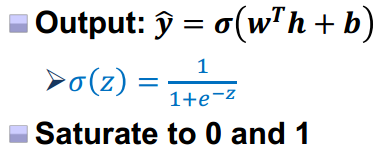 Output: ŷ = σ(wᵀh + b)
➢σ(z) = 1/(1+e⁻ᶻ)
Saturate to 0 and 1